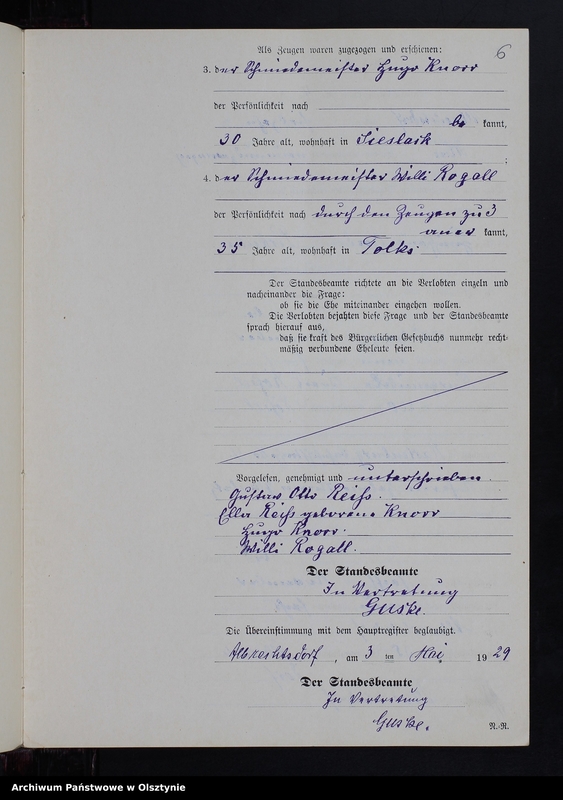 6
Als Zeugen waren zugezogen und erschienen:
3. der Schmiedemeister Hugo Knorr
der Persönlichkeit nach
be kannt,
30 Jahre alt, wohnhaft in Sieslack
;
4. der Schmiedemeister Willi Rogall
der Persönlichkeit nach durch den Zeugen zu 3
aner kannt,
35 Jahre alt, wohnhaft in Tolks
Der Standesbeamte richtete an die Verlobten einzeln und
nacheinander die Frage:
ob sie die Ehe miteinander eingehen wollen.
Die Verlobten bejahten diese Frage und der Standesbeamte
sprach hierauf aus,
daß sie kraft des Bürgerlichen Gesetzbuchs nunmehr recht-
mäßig verbundene Eheleute seien.
Vorgelesen, genehmigt und unterschrieben.
Gustav Otto Reiß.
Ella Reiß geborene Knorr
Hugo Knorr.
Willi Rogall.
Der Standesbeamte
In Vertretung
Guske.
Die Übereinstimmung mit dem Hauptregister beglaubigt.
Albrechtsdorf, am 3 ten Mai 1929
Der Standesbeamte
In Vertretung
Guske.
N.-R.
Archiwum Państwowe w Olsztynie